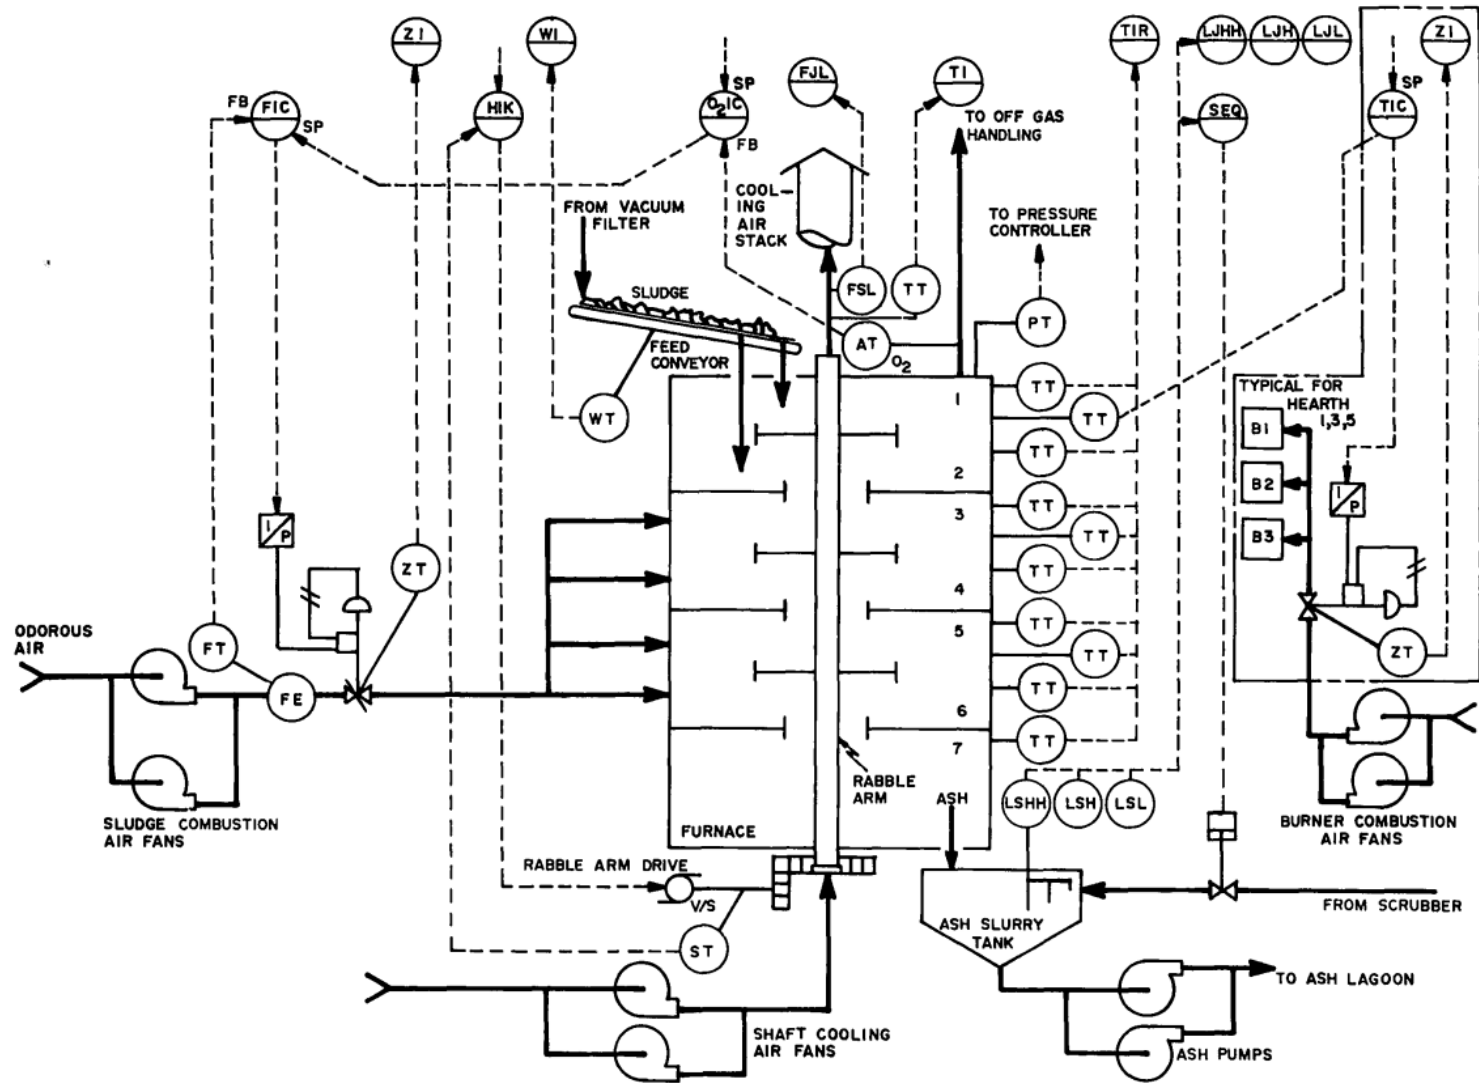 ZI
WI
TIR
LJHH
LJH
LJL
ZI
FJL
TI
SP
SP
FB
FIC
SP
HIK
O2IC
FB
SEQ
TIC
TO OFF GAS
HANDLING
COOL-
ING
AIR
STACK
FROM VACUUM
FILTER
TO PRESSURE
CONTROLLER
SLUDGE
FSL
TT
PT
FEED
CONVEYOR
AT
O2
WT
1
TT
TT
TYPICAL FOR
HEARTH
1,3,5
B1
TT
2
B2
I/P
TT
3
I/P
TT
B3
ZT
4
TT
TT
5
ODOROUS
AIR
FT
TT
ZT
FE
6
TT
7
TT
RABBLE
ARM
ASH
LSHH
LSH
LSL
SLUDGE COMBUSTION
AIR FANS
FURNACE
BURNER COMBUSTION
AIR FANS
RABBLE ARM DRIVE
V/S
FROM SCRUBBER
ASH SLURRY
TANK
ST
TO ASH LAGOON
SHAFT COOLING
AIR FANS
ASH PUMPS